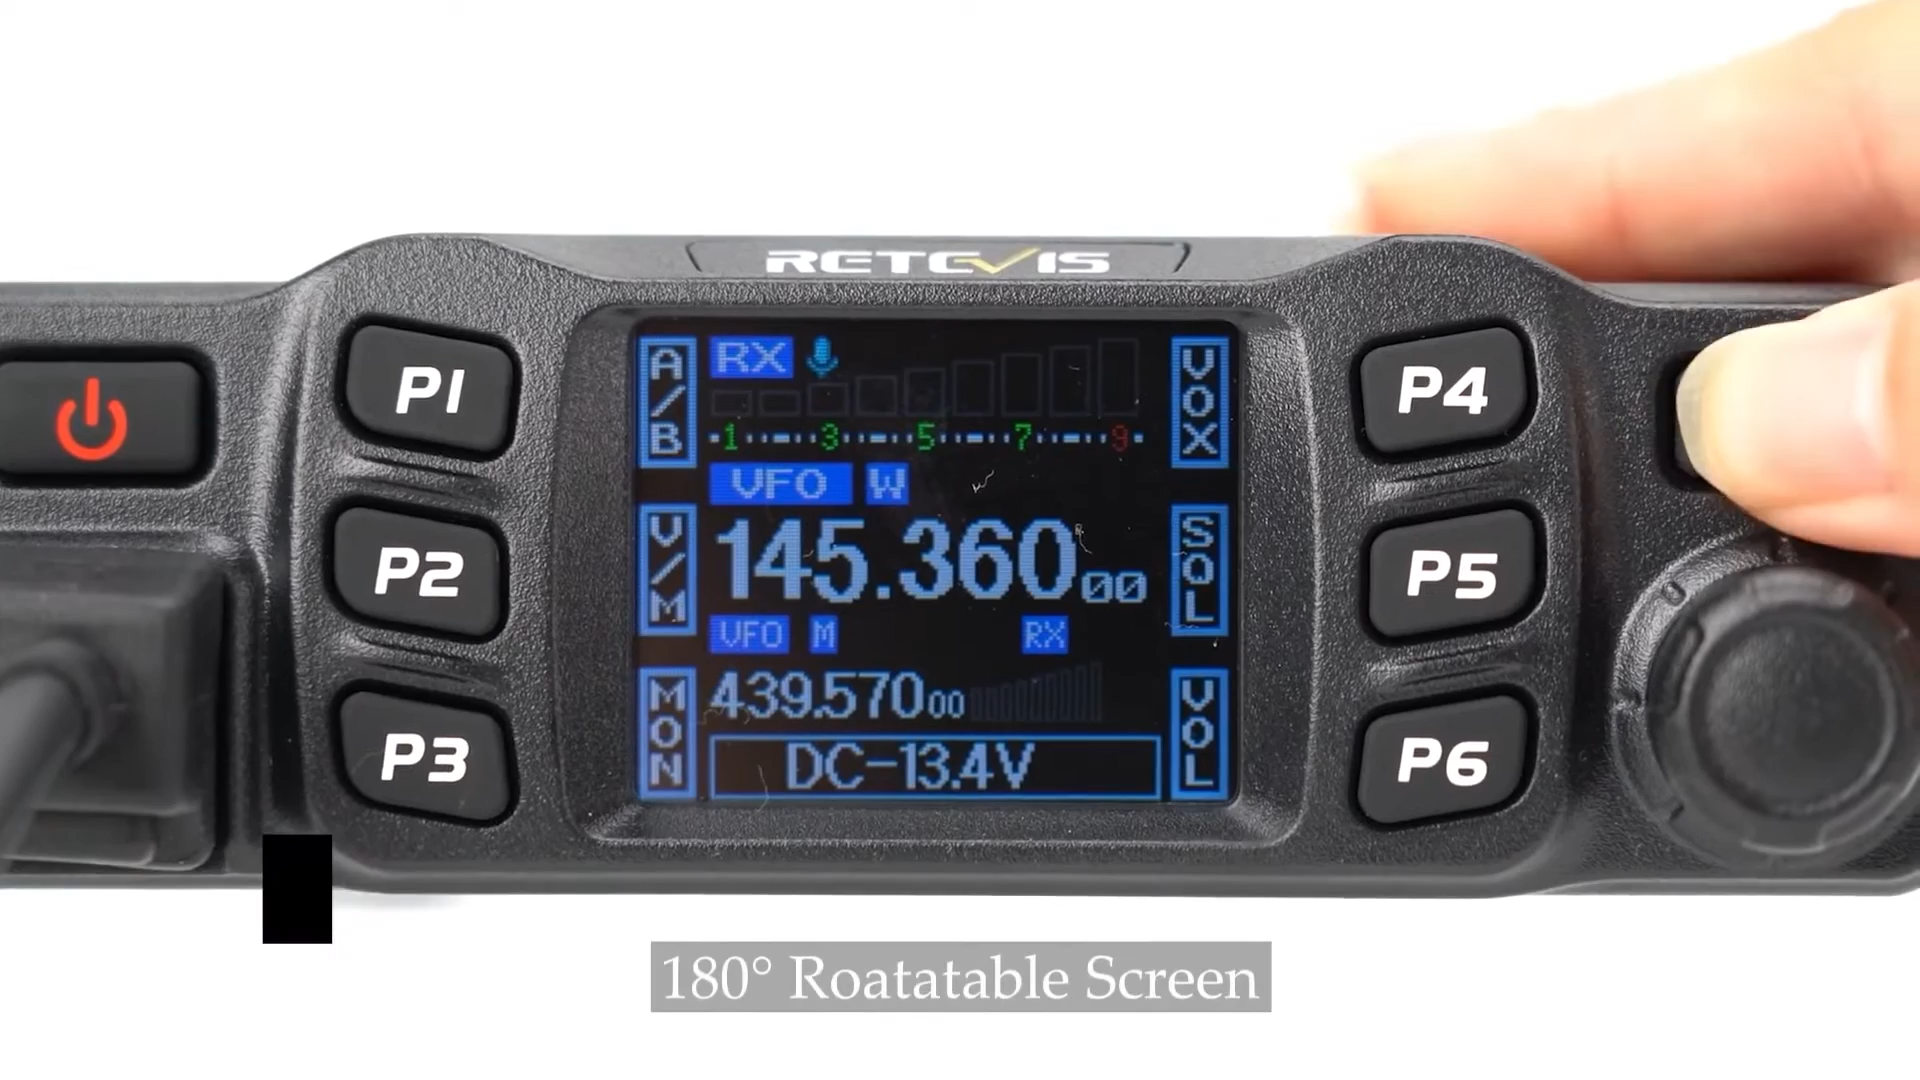 RETEVIS
P1
P2
P3
A/B
V/M
MON
RX
1 3 5 7 9
VFO W
145.36000
VFO M RX
439.57000
DC-13.4V
VOX
SQL
VOL
P4
P5
P6
180° Roatatable Screen